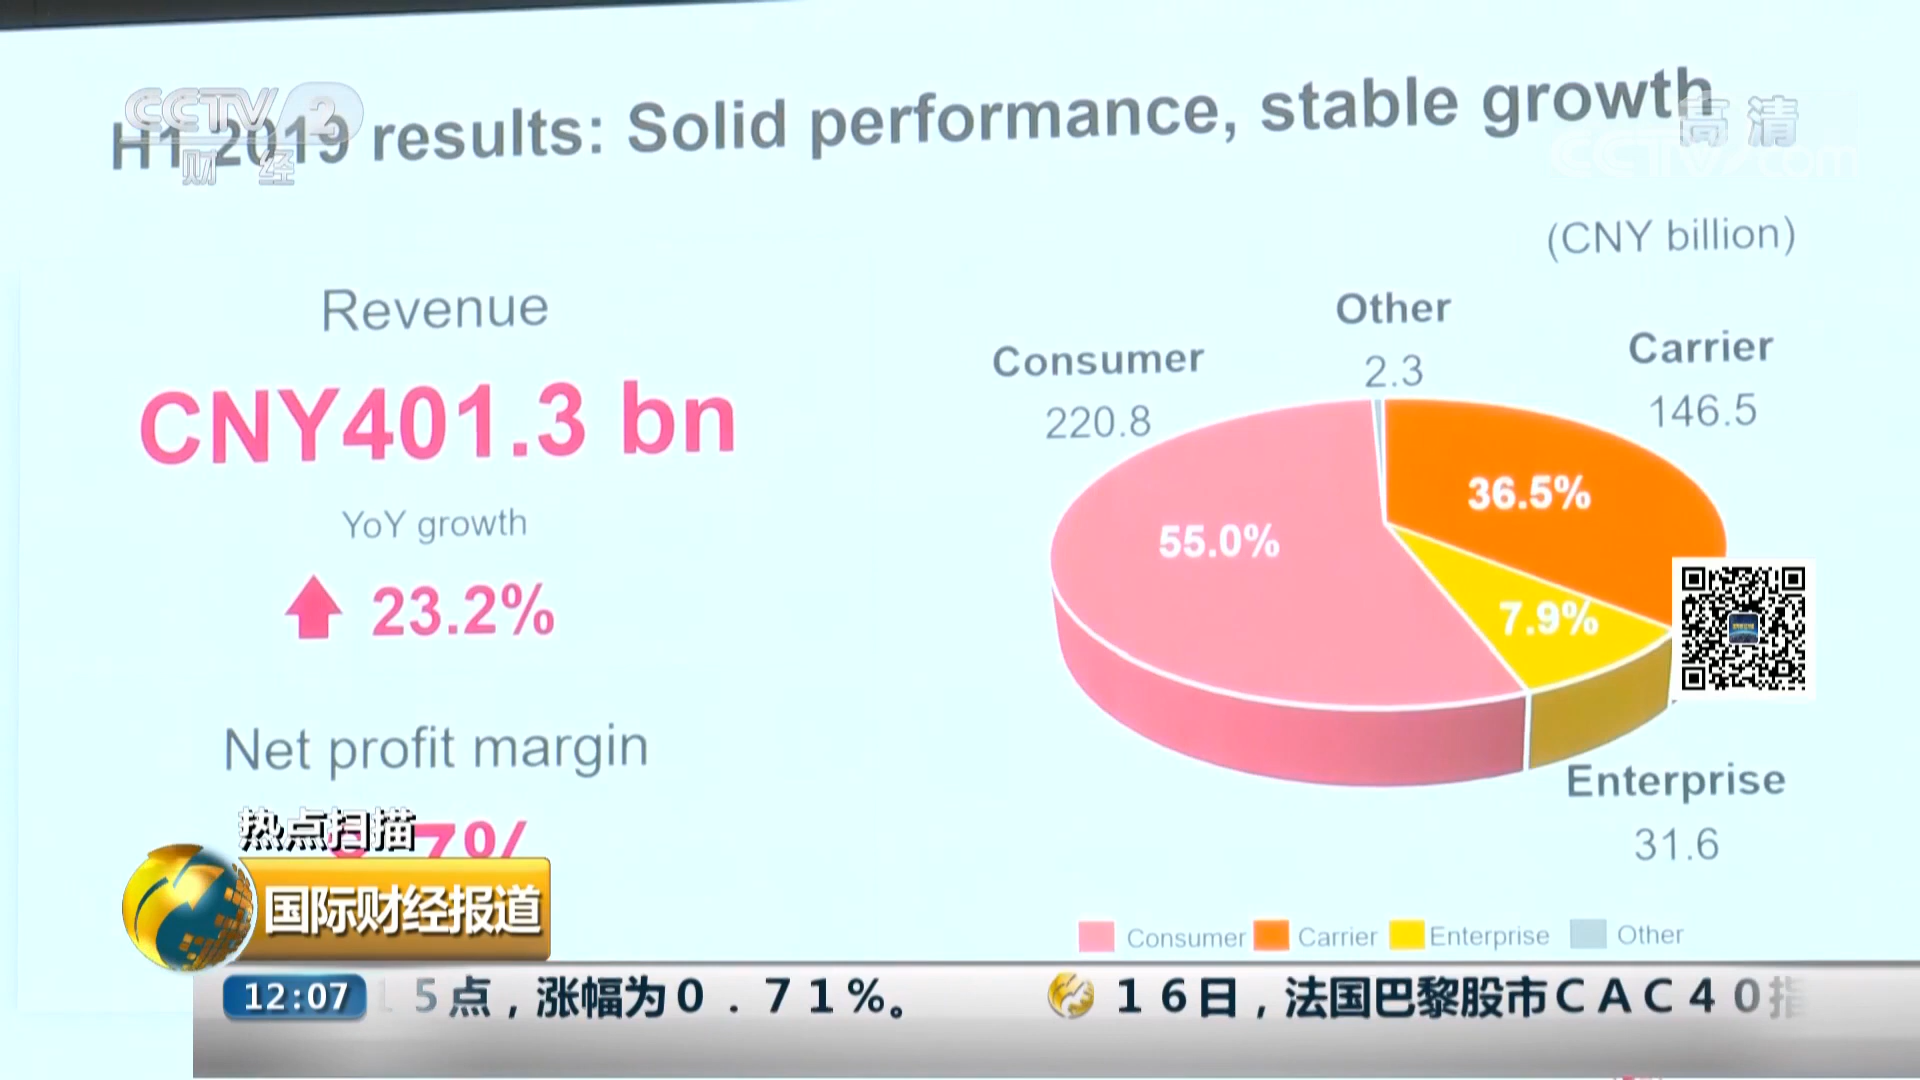 H1 2019 results: Solid performance, stable growth
CCTV 2
财 经
高 清
CCTV.com
(CNY billion)
Revenue
CNY401.3 bn
YoY growth
23.2%
Net profit margin
7%
Other
2.3
Consumer
220.8
Carrier
146.5
36.5%
55.0%
7.9%
Enterprise
31.6
Consumer Carrier Enterprise Other
热点扫描
国际财经报道
12:07
5点，涨幅为0．71%。 16日，法国巴黎股市CAC40指